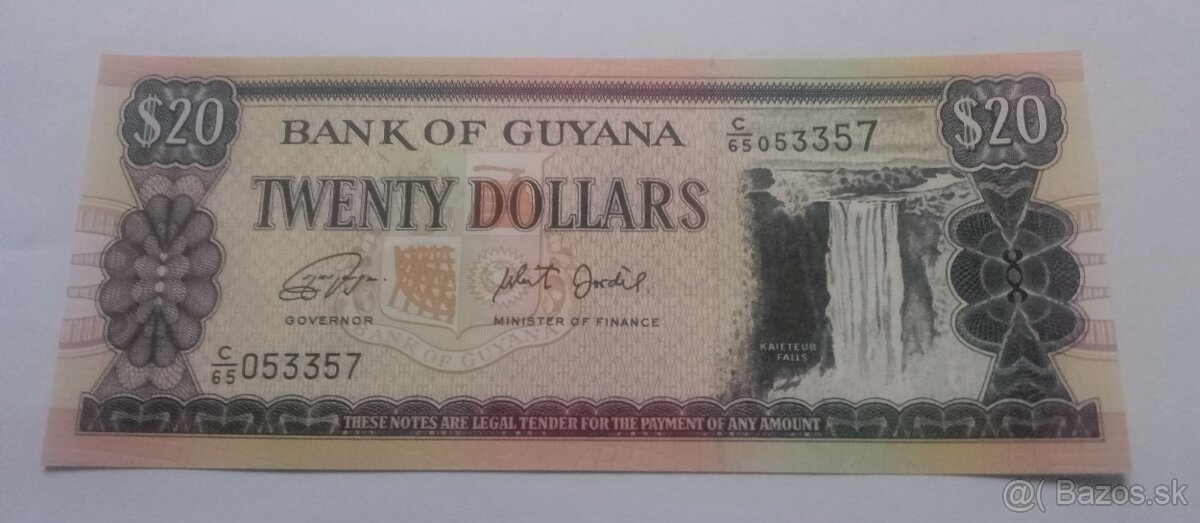 $20
BANK OF GUYANA
C/65 053357
$20
TWENTY DOLLARS
GOVERNOR
MINISTER OF FINANCE
KAIETEUR
FALLS
C/65 053357
BANK OF GUYANA
THESE NOTES ARE LEGAL TENDER FOR THE PAYMENT OF ANY AMOUNT
@( Bazos.sk